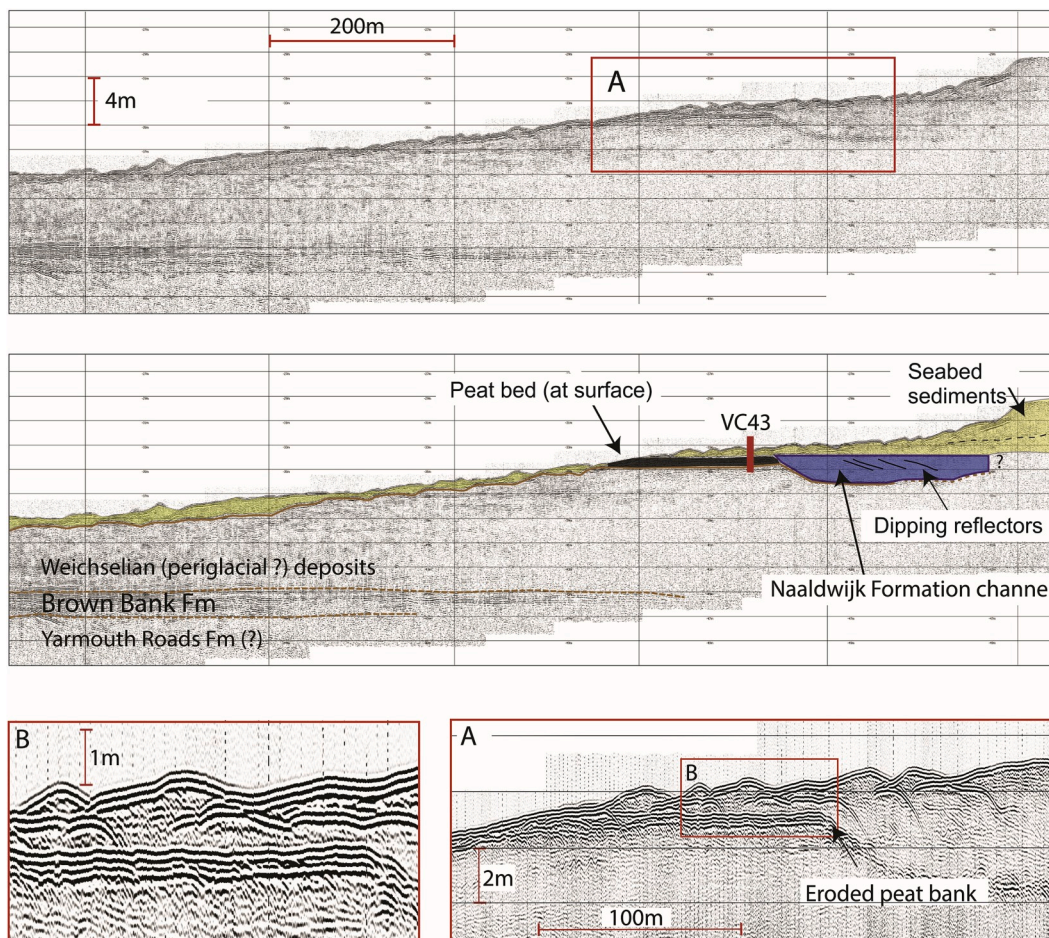 200m
4m
A
Seabed
sediments
Peat bed (at surface)
VC43
?
Dipping reflectors
Weichselian (periglacial ?) deposits
Naaldwijk Formation channe
Brown Bank Fm
Yarmouth Roads Fm (?)
B
1m
A
B
2m
Eroded peat bank
100m